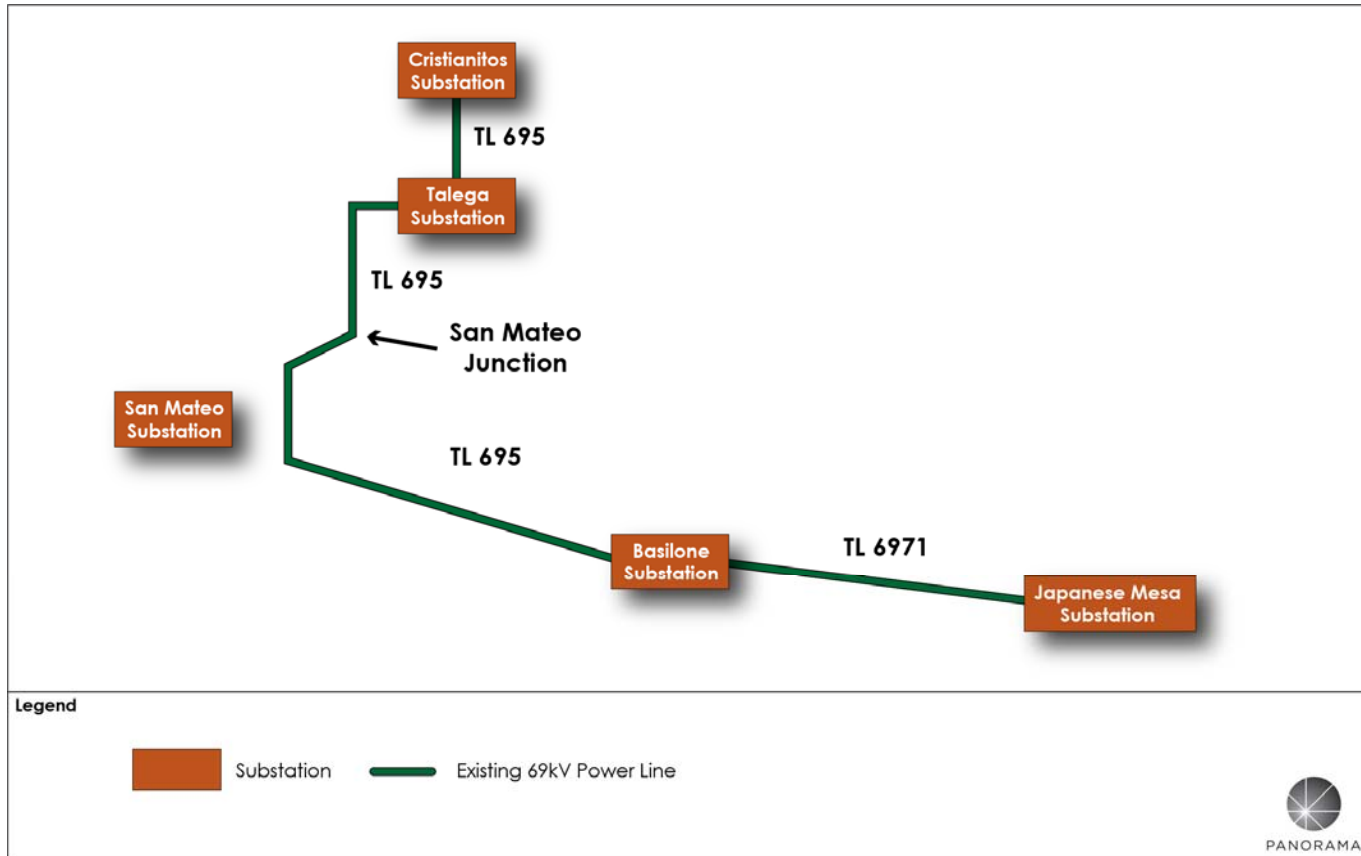 Cristianitos
Substation
TL 695
Talega
Substation
TL 695
San Mateo
Junction
San Mateo
Substation
TL 695
Basilone
Substation
TL 6971
Japanese Mesa
Substation
Legend
Substation
Existing 69kV Power Line
PANORAMA